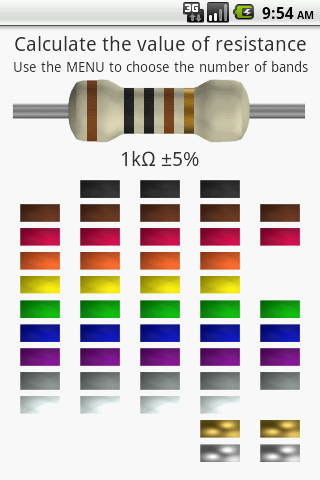 3G
9:54 AM
Calculate the value of resistance
Use the MENU to choose the number of bands
1kΩ ±5%